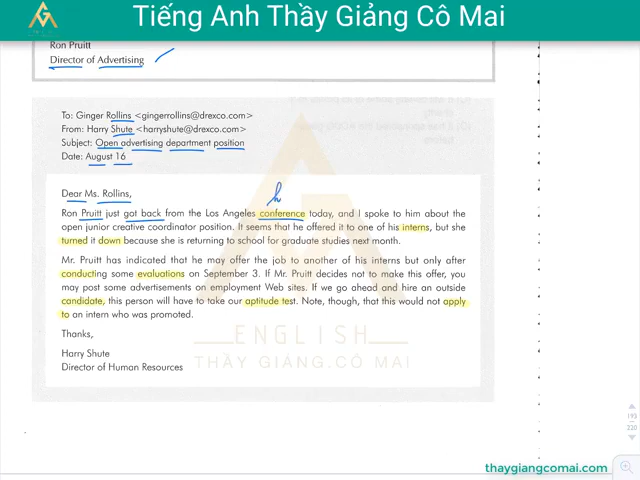 Tiếng Anh Thầy Giảng Cô Mai
Ron Pruitt
Director of Advertising
To: Ginger Rollins <gingerrollins@drexco.com>
From: Harry Shute <harryshute@drexco.com>
Subject: Open advertising department position
Date: August 16
Dear Ms. Rollins,
h
Ron Pruitt just got back from the Los Angeles conference today, and I spoke to him about the
open junior creative coordinator position. It seems that he offered it to one of his interns, but she
turned it down because she is returning to school for graduate studies next month.
Mr. Pruitt has indicated that he may offer the job to another of his interns but only after
conducting some evaluations on September 3. If Mr. Pruitt decides not to make this offer, you
may post some advertisements on employment Web sites. If we go ahead and hire an outside
candidate, this person will have to take our aptitude test. Note, though, that this would not apply
to an intern who was promoted.
Thanks,
ENGLISH
THẦY GIẢNG.CÔ MAI
Harry Shute
Director of Human Resources
193
220
thaygiangcomai.com